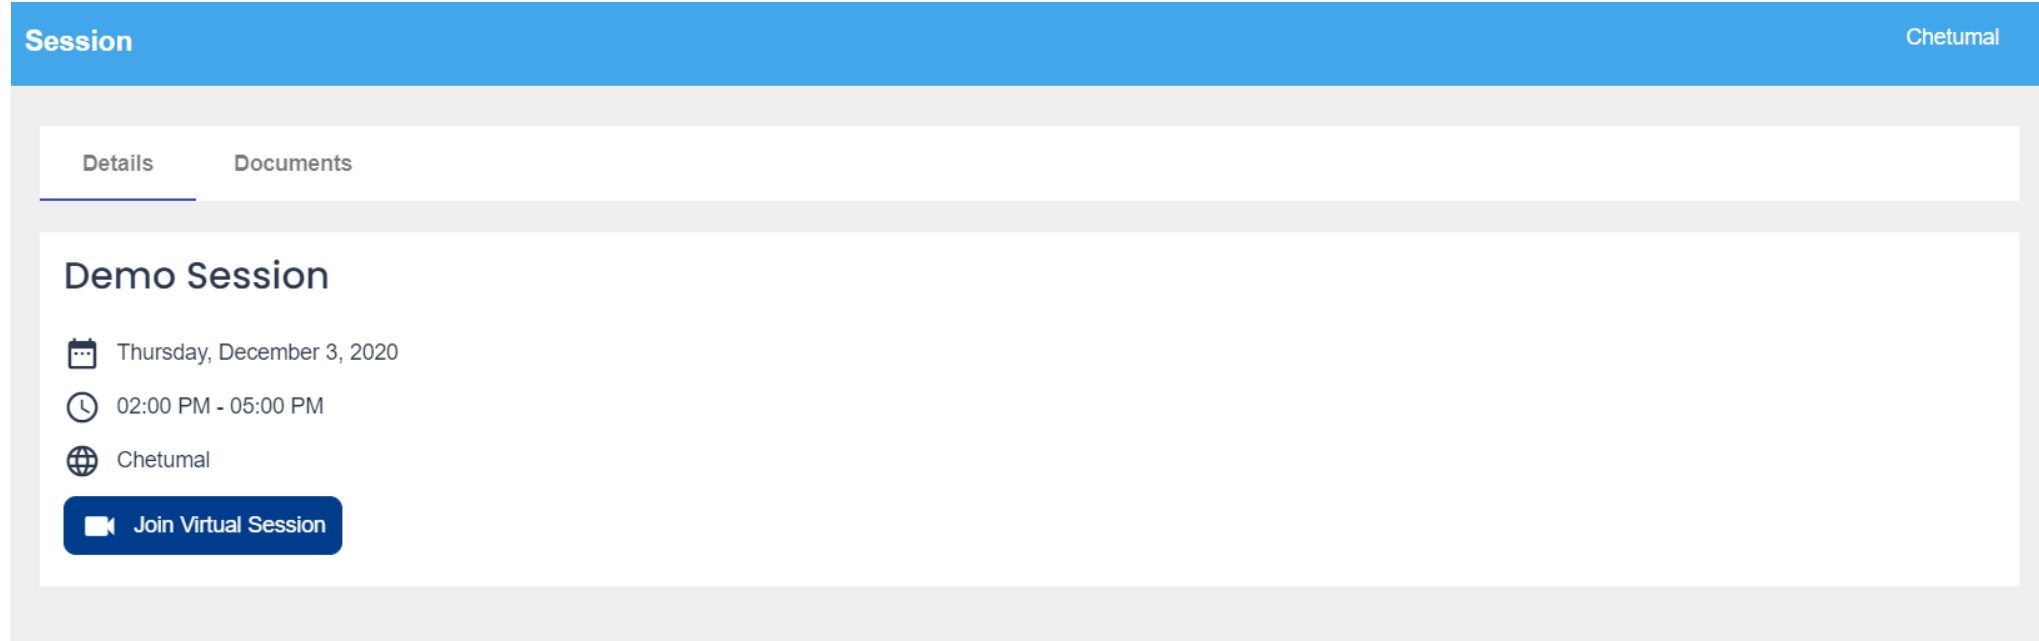 Session
Chetumal
Details
Documents
Demo Session
Thursday, December 3, 2020
02:00 PM - 05:00 PM
Chetumal
Join Virtual Session